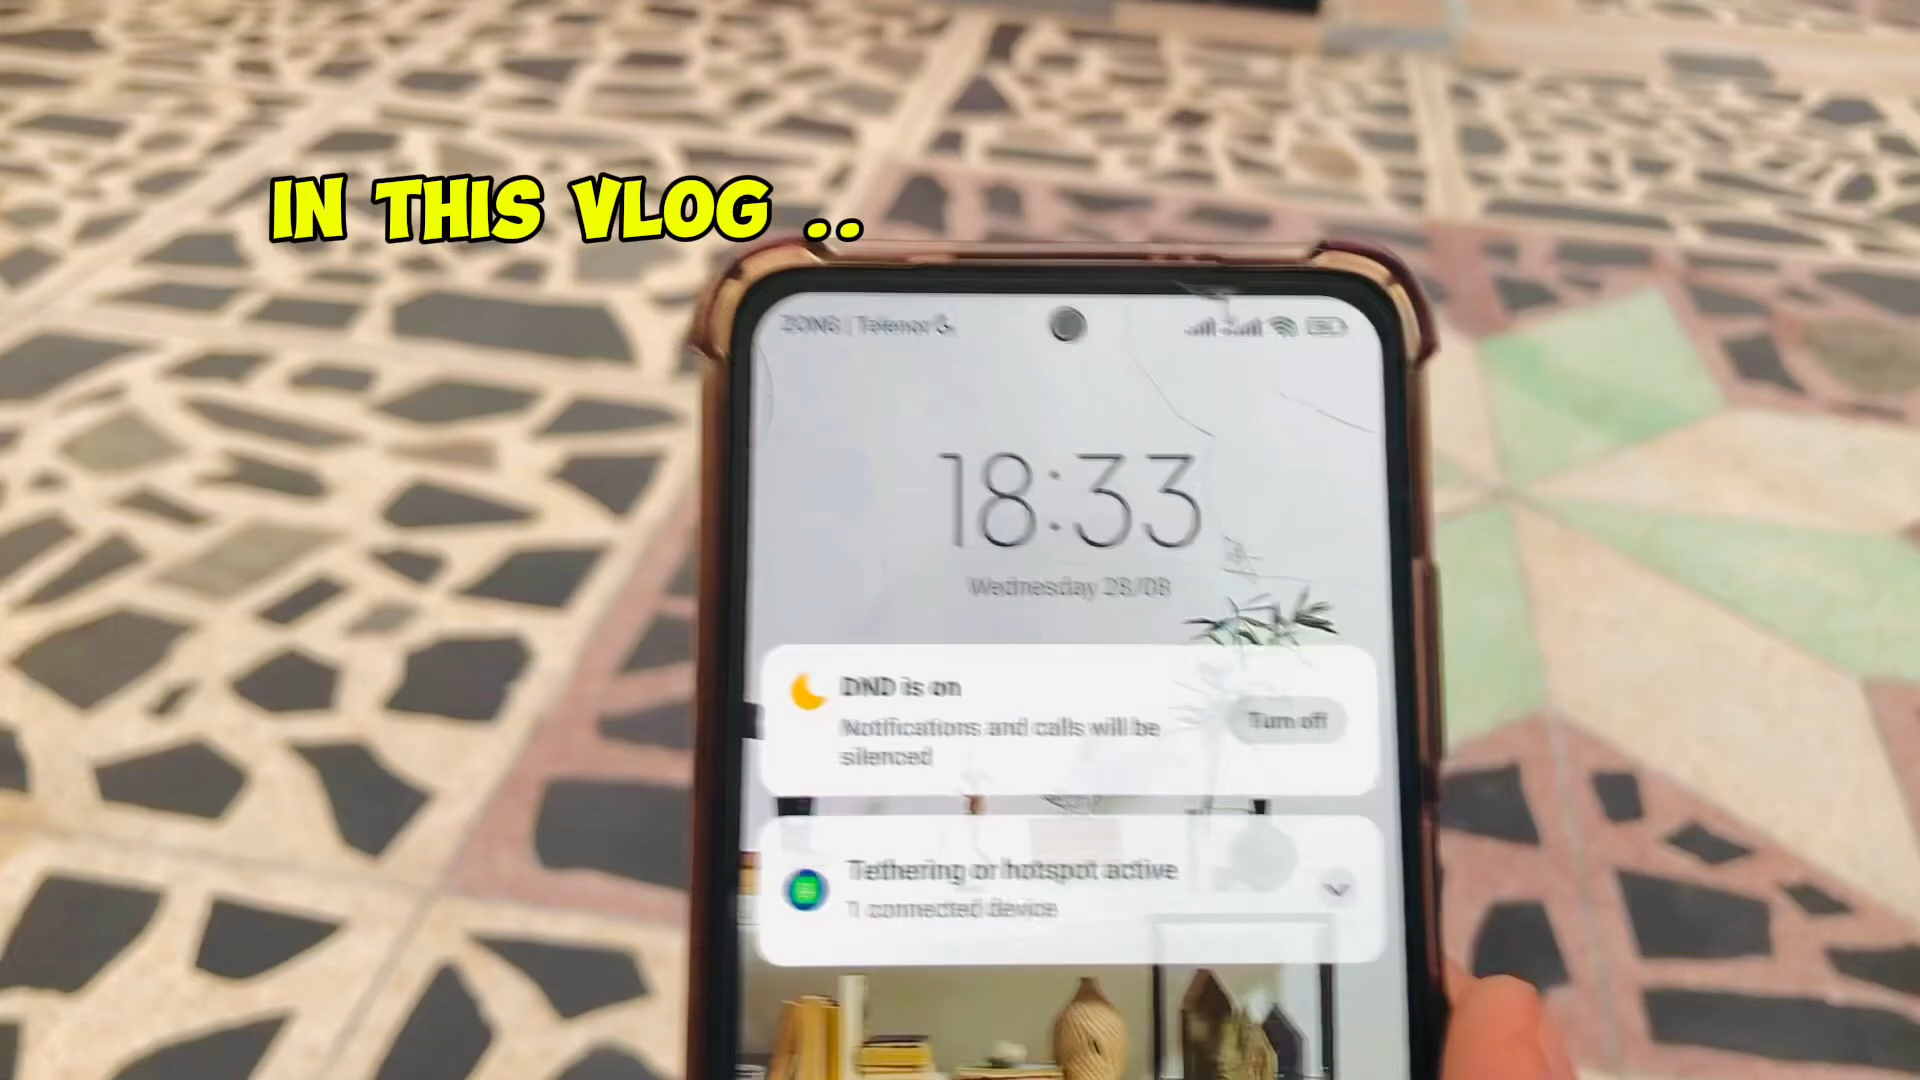 IN THIS VLOG ..
ZONG | Telenor
18:33
Wednesday 28/08
DND is on
Notifications and calls will be
silenced
Turn off
Tethering or hotspot active
1 connected device